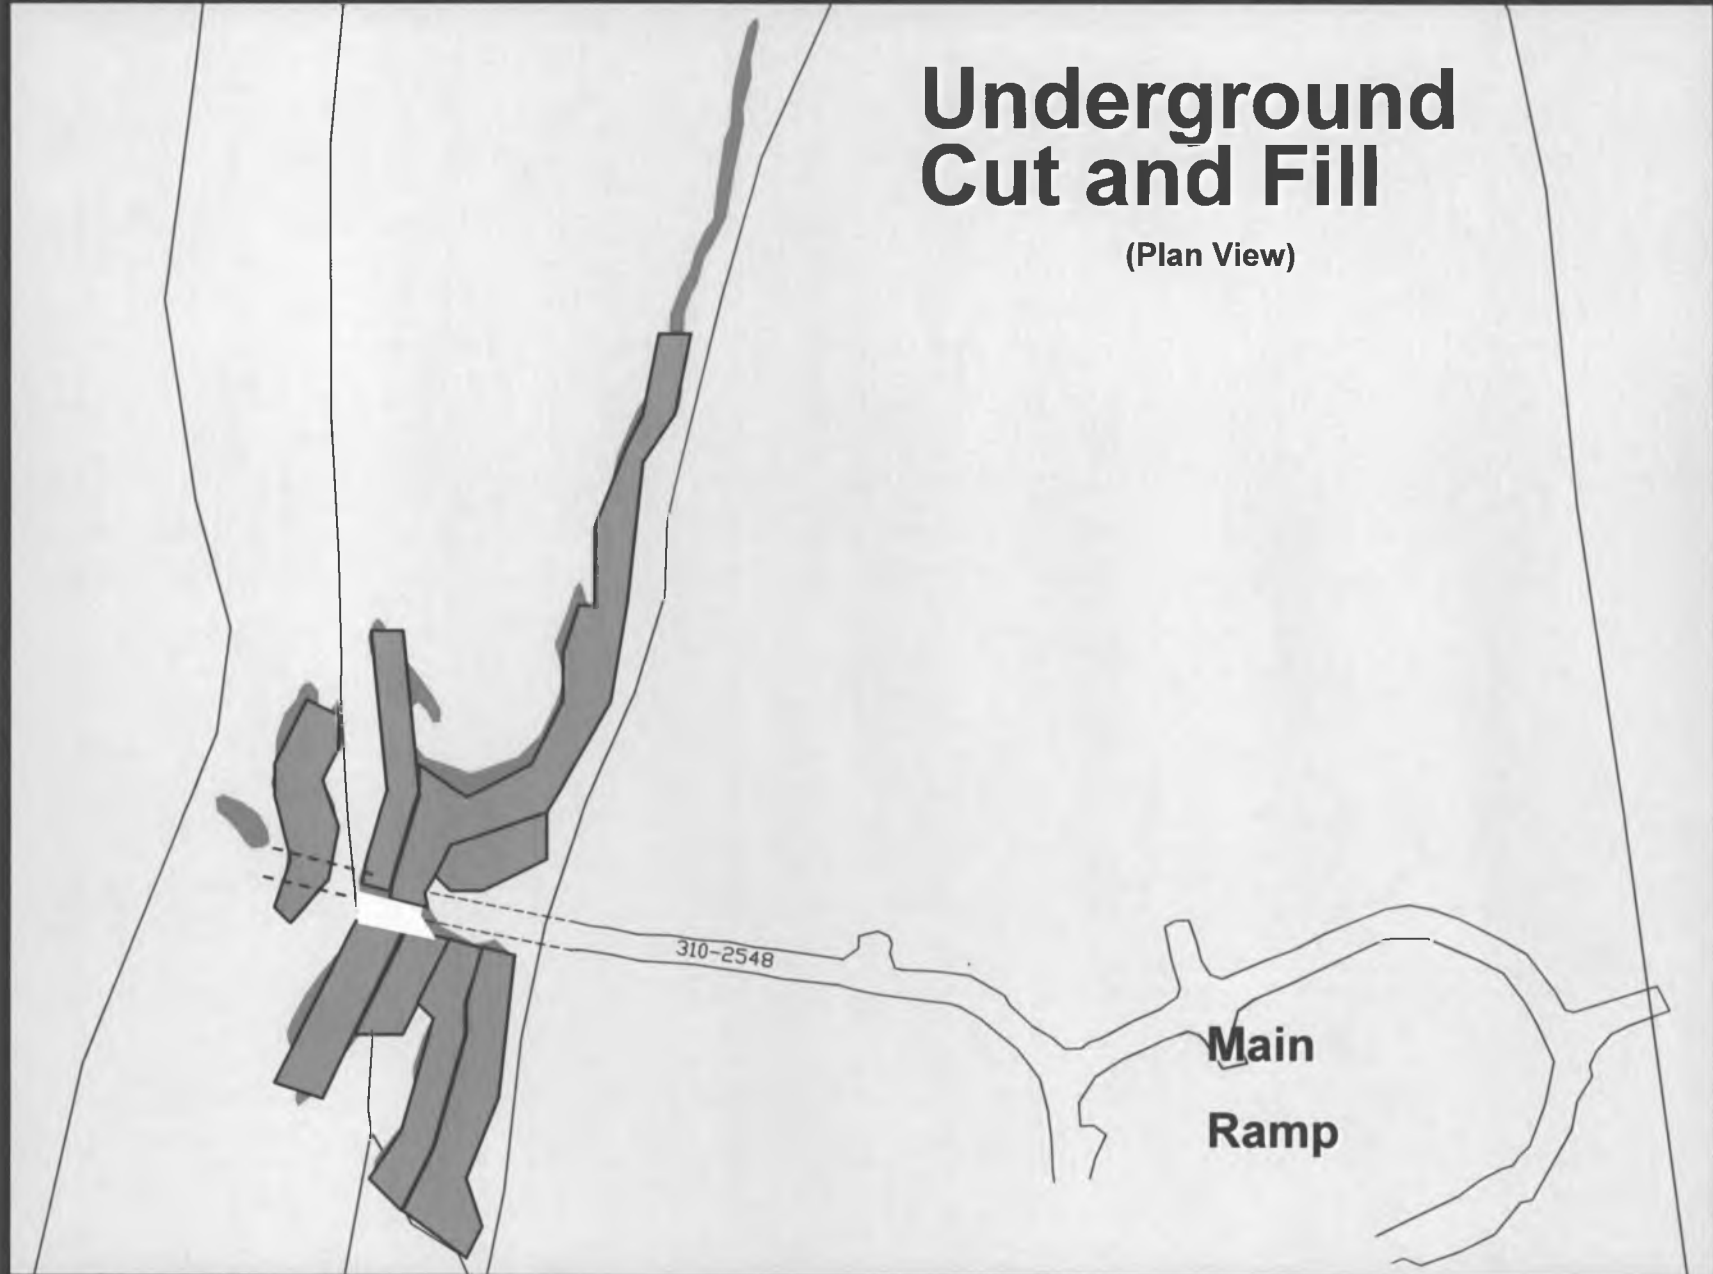 Underground
Cut and Fill
(Plan View)
310-2548
Main
Ramp